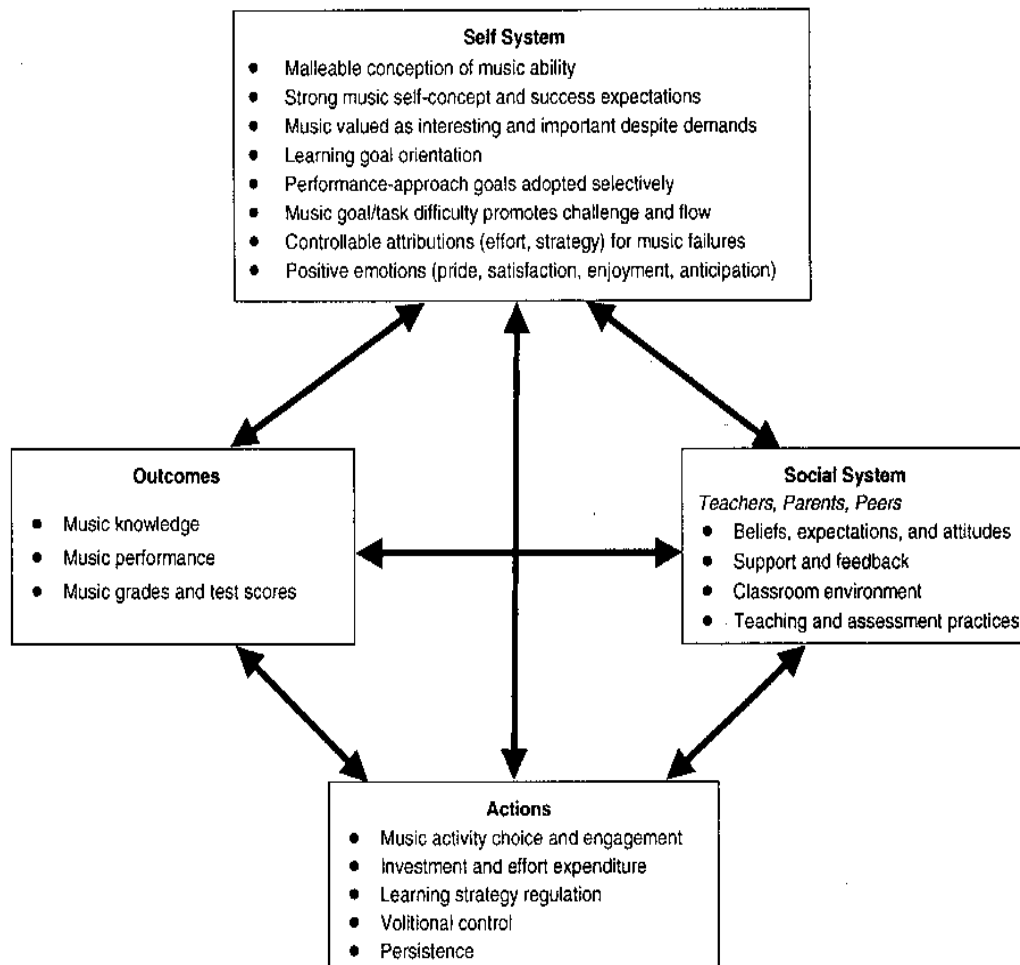 Self System
● Malleable conception of music ability
● Strong music self-concept and success expectations
● Music valued as interesting and important despite demands
● Learning goal orientation
● Performance-approach goals adopted selectively
● Music goal/task difficulty promotes challenge and flow
● Controllable attributions (effort, strategy) for music failures
● Positive emotions (pride, satisfaction, enjoyment, anticipation)
Outcomes
● Music knowledge
● Music performance
● Music grades and test scores
Social System
Teachers, Parents, Peers
● Beliefs, expectations, and attitudes
● Support and feedback
● Classroom environment
● Teaching and assessment practices
Actions
● Music activity choice and engagement
● Investment and effort expenditure
● Learning strategy regulation
● Volitional control
● Persistence